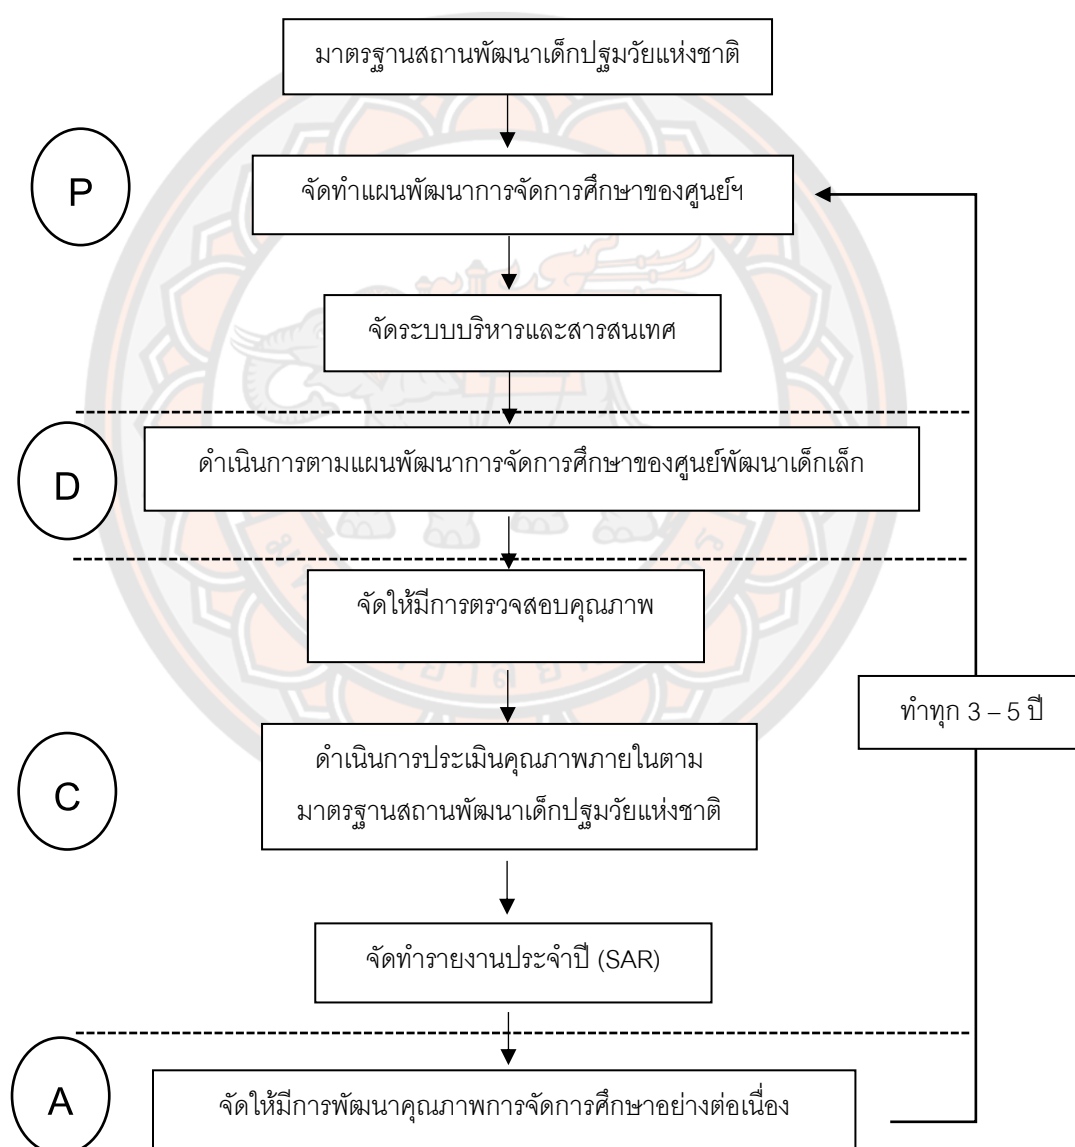 มาตรฐานสถานพัฒนาเด็กปฐมวัยแห่งชาติ
P
จัดทำแผนพัฒนาการจัดการศึกษาของศูนย์ฯ
จัดระบบบริหารและสารสนเทศ
D
ดำเนินการตามแผนพัฒนาการจัดการศึกษาของศูนย์พัฒนาเด็กเล็ก
จัดให้มีการตรวจสอบคุณภาพ
ทำทุก 3 – 5 ปี
C
ดำเนินการประเมินคุณภาพภายในตาม
มาตรฐานสถานพัฒนาเด็กปฐมวัยแห่งชาติ
จัดทำรายงานประจำปี (SAR)
A
จัดให้มีการพัฒนาคุณภาพการจัดการศึกษาอย่างต่อเนื่อง